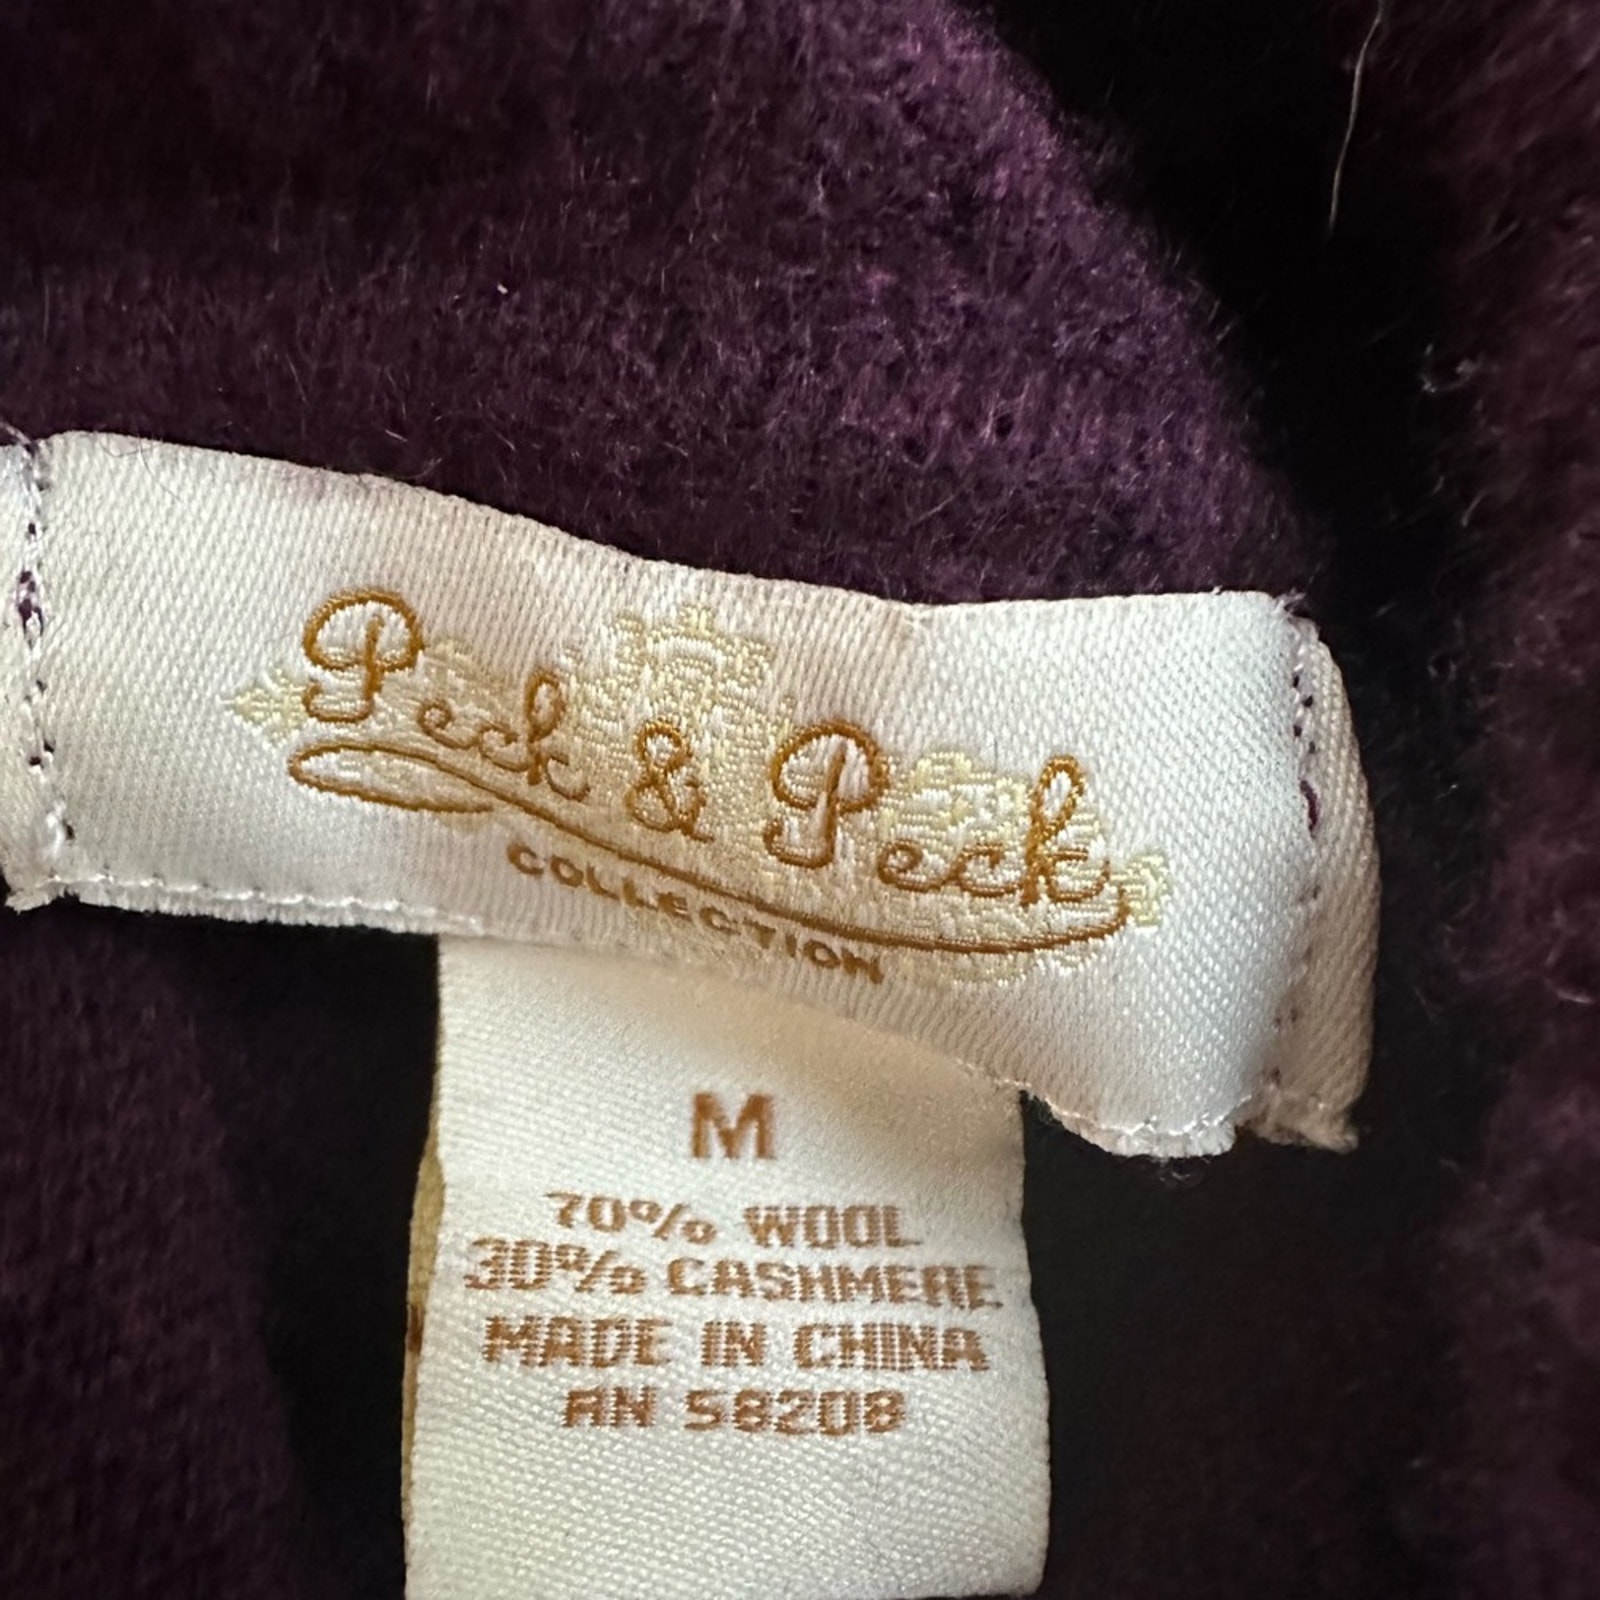 Peck & Peck
COLLECTION
M
70% WOOL
30% CASHMERE
MADE IN CHINA
RN 58208